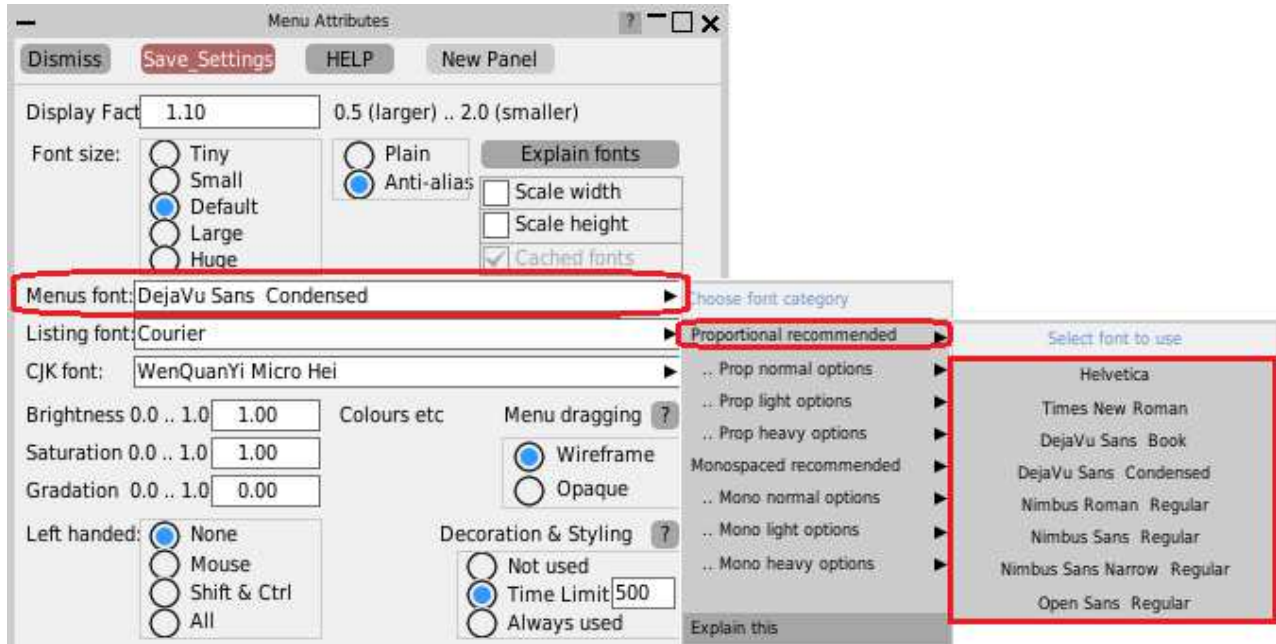 Menu Attributes ?
Dismiss Save_Settings HELP New Panel
Display Fact 1.10 0.5 (larger) .. 2.0 (smaller)
Font size: Tiny Plain Explain fonts
Small Anti-alias Scale width
Default Scale height
Large Cached fonts
Huge
Menus font: DejaVu Sans Condensed
Listing font: Courier
CJK font: WenQuanYi Micro Hei
Brightness 0.0 .. 1.0 1.00 Colours etc Menu dragging ?
Saturation 0.0 .. 1.0 1.00 Wireframe
Gradation 0.0 .. 1.0 0.00 Opaque
Left handed: None Decoration & Styling ?
Mouse Not used
Shift & Ctrl Time Limit 500
All Always used
Choose font category
Proportional recommended
.. Prop normal options
.. Prop light options
.. Prop heavy options
Monospaced recommended
.. Mono normal options
.. Mono light options
.. Mono heavy options
Explain this
Select font to use
Helvetica
Times New Roman
DejaVu Sans Book
DejaVu Sans Condensed
Nimbus Roman Regular
Nimbus Sans Regular
Nimbus Sans Narrow Regular
Open Sans Regular